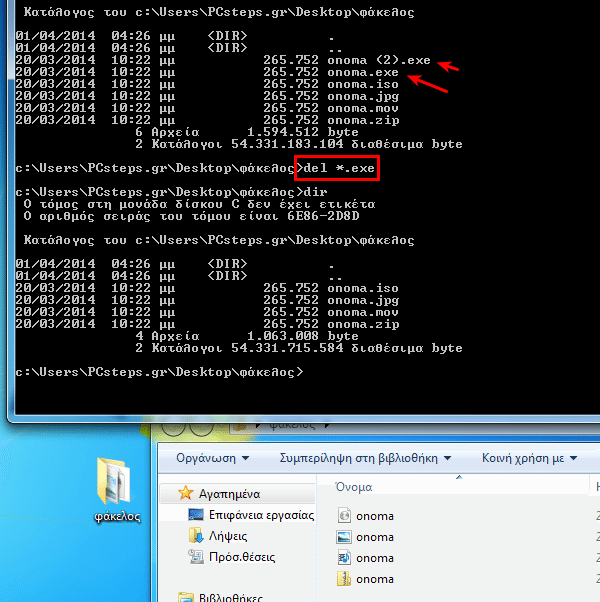 Κατάλογος του c:\Users\PCsteps.gr\Desktop\φάκελος
01/04/2014 04:26 μμ <DIR> .
01/04/2014 04:26 μμ <DIR> ..
20/03/2014 10:22 μμ 265.752 onoma (2).exe
20/03/2014 10:22 μμ 265.752 onoma.exe
20/03/2014 10:22 μμ 265.752 onoma.iso
20/03/2014 10:22 μμ 265.752 onoma.jpg
20/03/2014 10:22 μμ 265.752 onoma.mov
20/03/2014 10:22 μμ 265.752 onoma.zip
6 Αρχεία 1.594.512 byte
2 Κατάλογοι 54.331.183.104 διαθέσιμα byte
c:\Users\PCsteps.gr\Desktop\φάκελος>del *.exe
c:\Users\PCsteps.gr\Desktop\φάκελος>dir
Ο τόμος στη μονάδα δίσκου C δεν έχει ετικέτα
Ο αριθμός σειράς του τόμου είναι 6E86-2D8D
Κατάλογος του c:\Users\PCsteps.gr\Desktop\φάκελος
01/04/2014 04:26 μμ <DIR> .
01/04/2014 04:26 μμ <DIR> ..
20/03/2014 10:22 μμ 265.752 onoma.iso
20/03/2014 10:22 μμ 265.752 onoma.jpg
20/03/2014 10:22 μμ 265.752 onoma.mov
20/03/2014 10:22 μμ 265.752 onoma.zip
4 Αρχεία 1.063.008 byte
2 Κατάλογοι 54.331.715.584 διαθέσιμα byte
c:\Users\PCsteps.gr\Desktop\φάκελος>
φάκελος
φάκελος
Οργάνωση Συμπερίληψη στη βιβλιοθήκη Κοινή χρήση με
Αγαπημένα
Επιφάνεια εργασίας
Λήψεις
Πρόσ.θέσεις
Βιβλιοθήκες
Όνομα
onoma
onoma
onoma
onoma